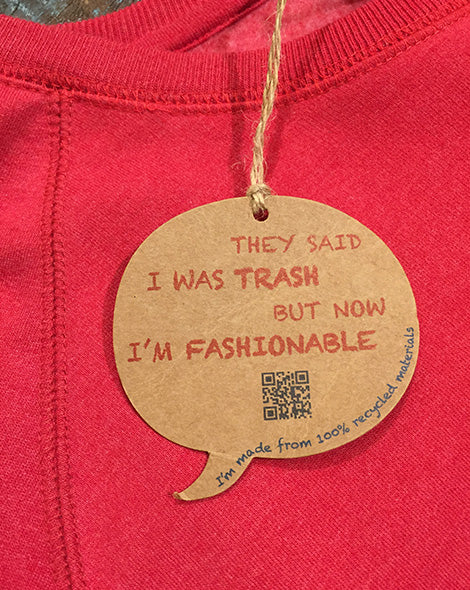 THEY SAID
I WAS TRASH
BUT NOW
I'M FASHIONABLE
I'm made from 100% recycled materials